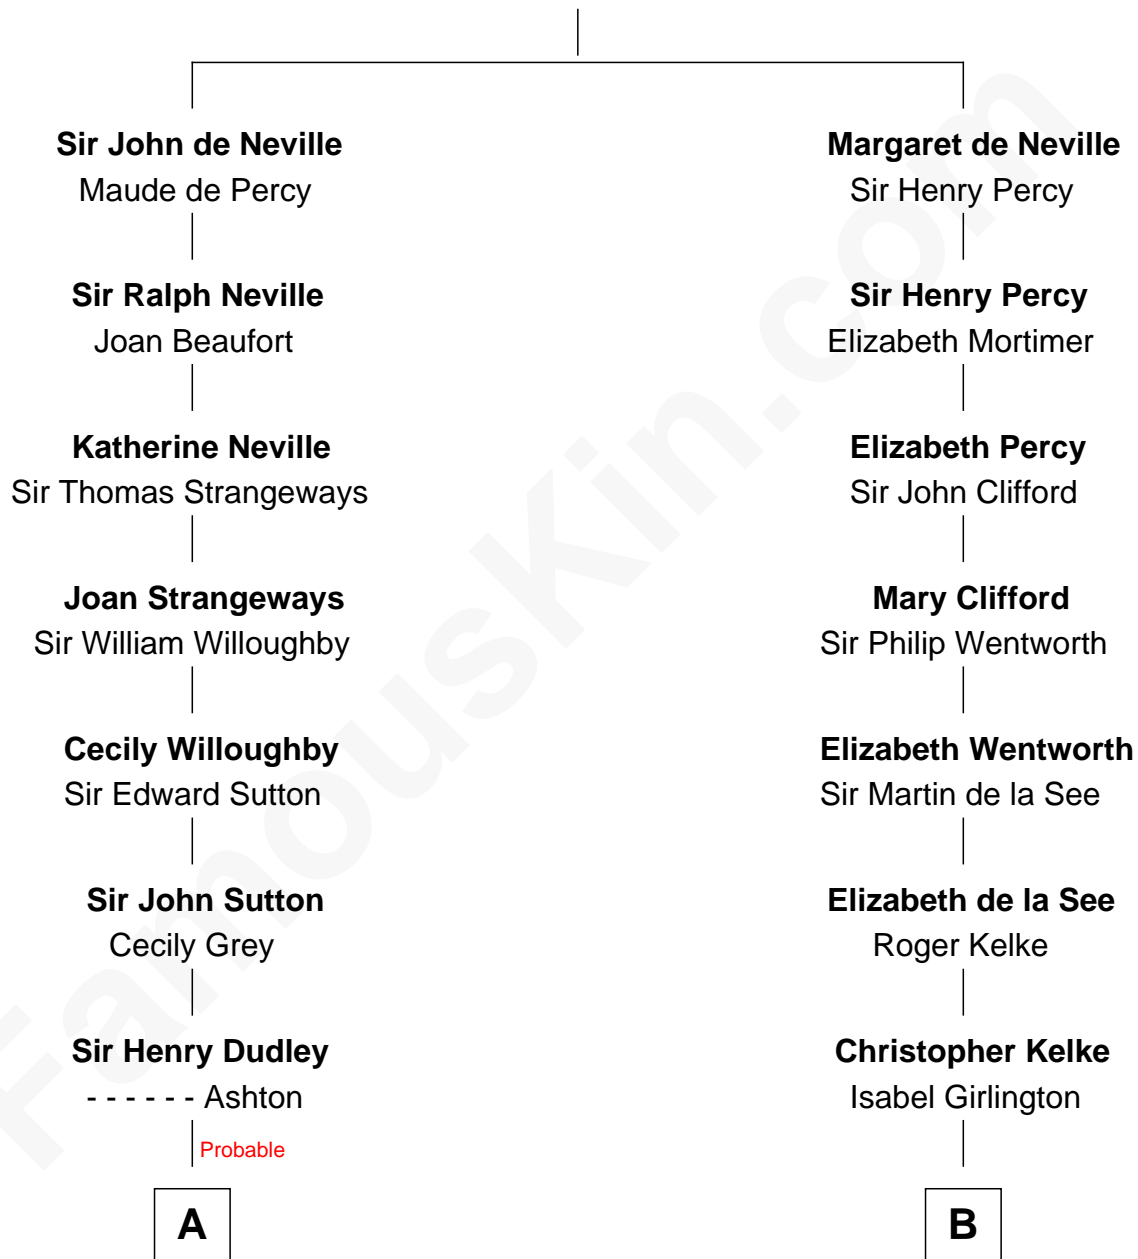 Sir John de Neville
Maude de Percy
Margaret de Neville
Sir Henry Percy
Sir Ralph Neville
Joan Beaufort
Sir Henry Percy
Elizabeth Mortimer
Katherine Neville
Sir Thomas Strangeways
Elizabeth Percy
Sir John Clifford
Joan Strangeways
Sir William Willoughby
Mary Clifford
Sir Philip Wentworth
Cecily Willoughby
Sir Edward Sutton
Elizabeth Wentworth
Sir Martin de la See
Sir John Sutton
Cecily Grey
Elizabeth de la See
Roger Kelke
Sir Henry Dudley
- - - - - - Ashton
Christopher Kelke
Isabel Girlington
Probable
A
B
FamousKin.com